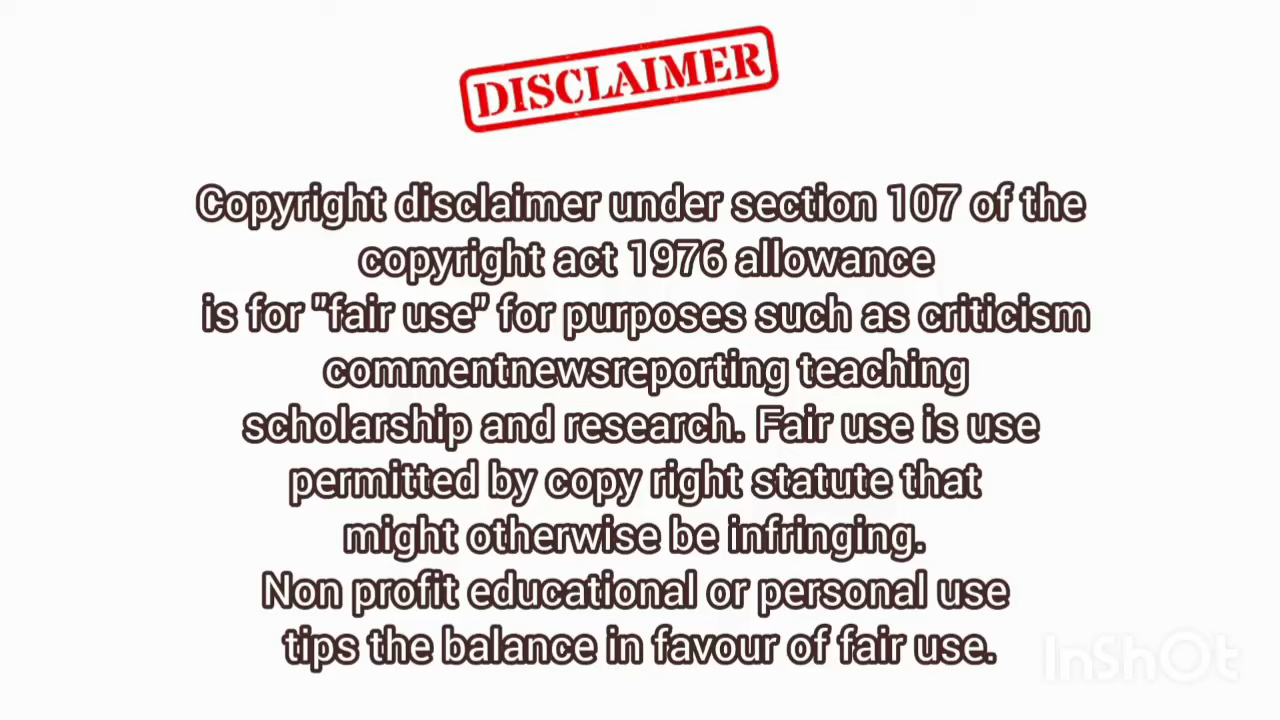 DISCLAIMER
Copyright disclaimer under section 107 of the
copyright act 1976 allowance
is for "fair use" for purposes such as criticism
commentnewsreporting teaching
scholarship and research. Fair use is use
permitted by copy right statute that
might otherwise be infringing.
Non profit educational or personal use
tips the balance in favour of fair use.
InShOt